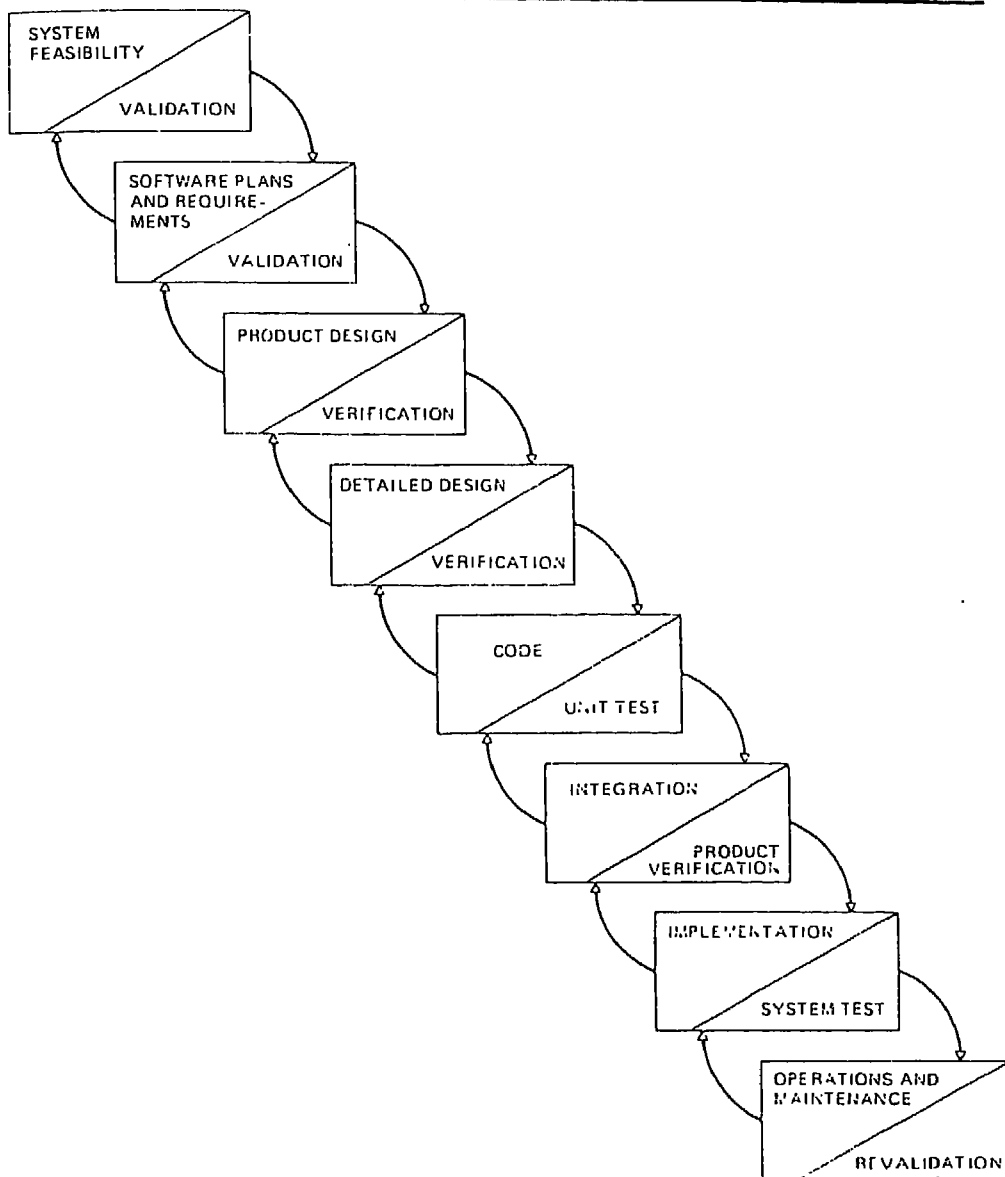 SYSTEM
FEASIBILITY
VALIDATION
SOFTWARE PLANS
AND REQUIRE-
MENTS
VALIDATION
PRODUCT DESIGN
VERIFICATION
DETAILED DESIGN
VERIFICATION
CODE
UNIT TEST
INTEGRATION
PRODUCT
VERIFICATION
IMPLEMENTATION
SYSTEM TEST
OPERATIONS AND
MAINTENANCE
REVALIDATION